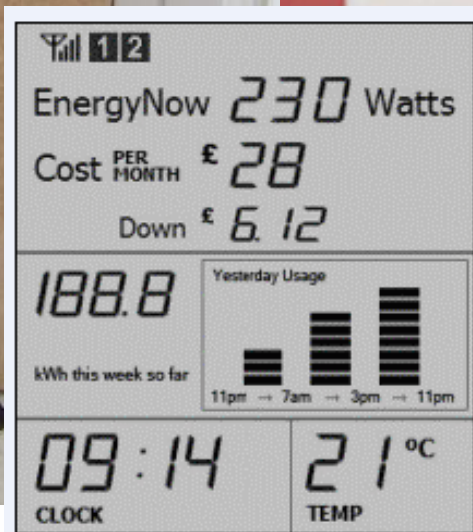 1 2
EnergyNow 230 Watts
Cost PER MONTH £ 28
Down £ 6.12
188.8
kWh this week so far
Yesterday Usage
11pm → 7am → 3pm → 11pm
09:14
CLOCK
21 °C
TEMP